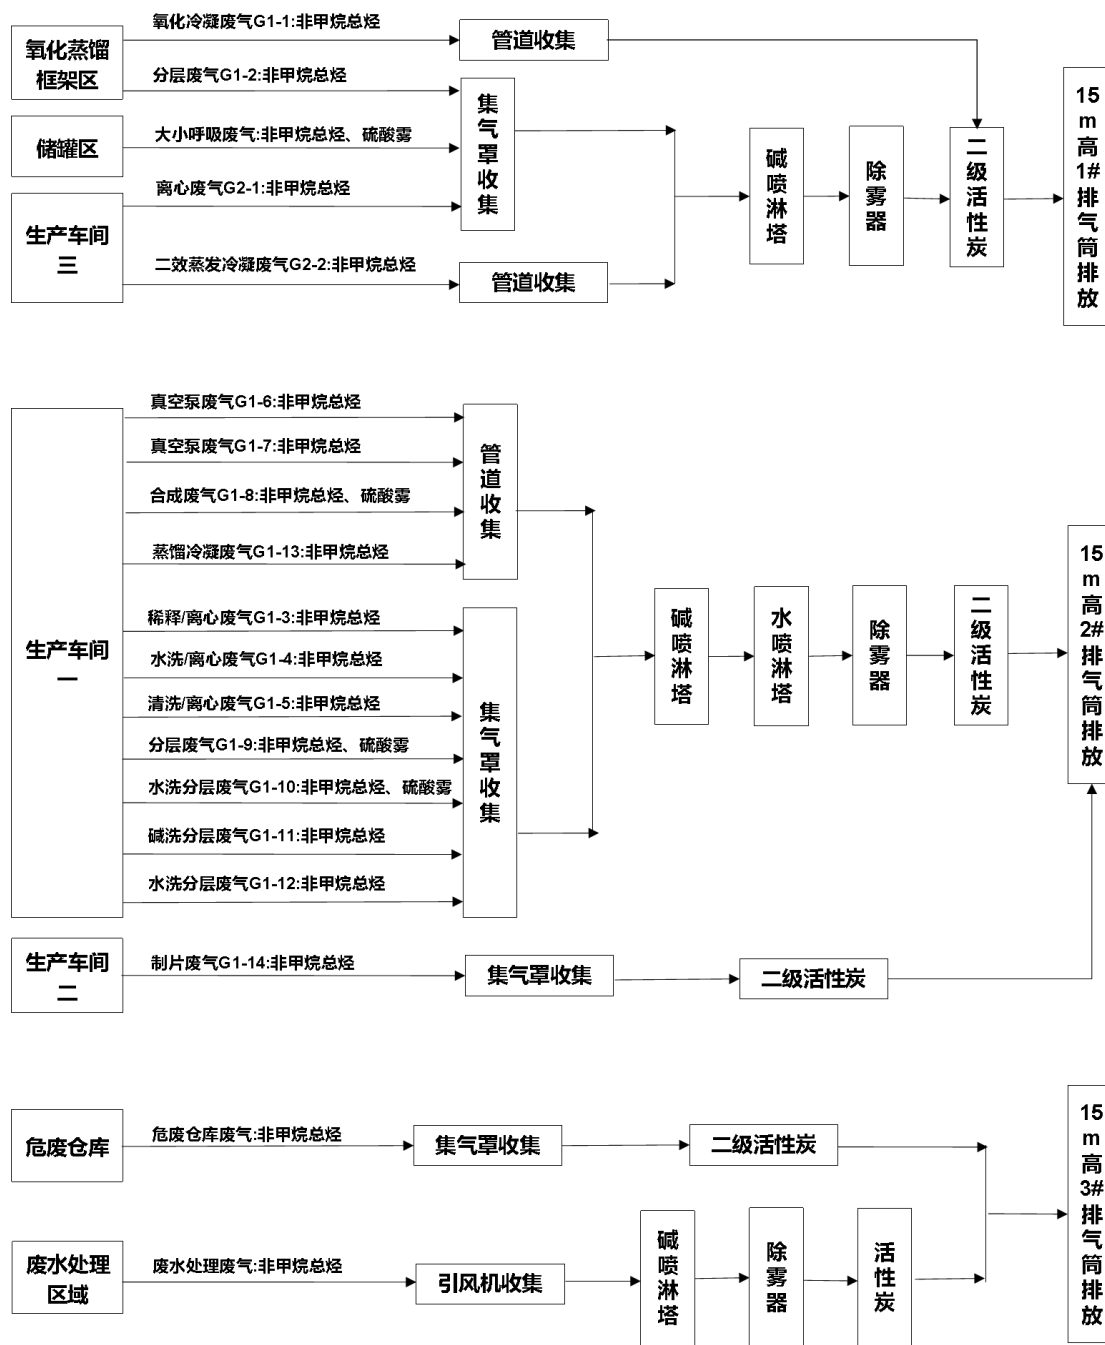 氧化蒸馏
框架区
氧化冷凝废气G1-1:非甲烷总烃
管道收集
分层废气G1-2:非甲烷总烃
储罐区
大小呼吸废气:非甲烷总烃、硫酸雾
集气罩收集
生产车间
三
离心废气G2-1:非甲烷总烃
二效蒸发冷凝废气G2-2:非甲烷总烃
管道收集
碱喷淋塔
除雾器
二级活性炭
15m高1#排气筒排放
生产车间
一
真空泵废气G1-6:非甲烷总烃
真空泵废气G1-7:非甲烷总烃
合成废气G1-8:非甲烷总烃、硫酸雾
蒸馏冷凝废气G1-13:非甲烷总烃
管道收集
稀释/离心废气G1-3:非甲烷总烃
水洗/离心废气G1-4:非甲烷总烃
清洗/离心废气G1-5:非甲烷总烃
分层废气G1-9:非甲烷总烃、硫酸雾
水洗分层废气G1-10:非甲烷总烃、硫酸雾
碱洗分层废气G1-11:非甲烷总烃
水洗分层废气G1-12:非甲烷总烃
集气罩收集
碱喷淋塔
水喷淋塔
除雾器
二级活性炭
15m高2#排气筒排放
生产车间
二
制片废气G1-14:非甲烷总烃
集气罩收集
二级活性炭
危废仓库
危废仓库废气:非甲烷总烃
集气罩收集
二级活性炭
废水处理
区域
废水处理废气:非甲烷总烃
引风机收集
碱喷淋塔
除雾器
活性炭
15m高3#排气筒排放